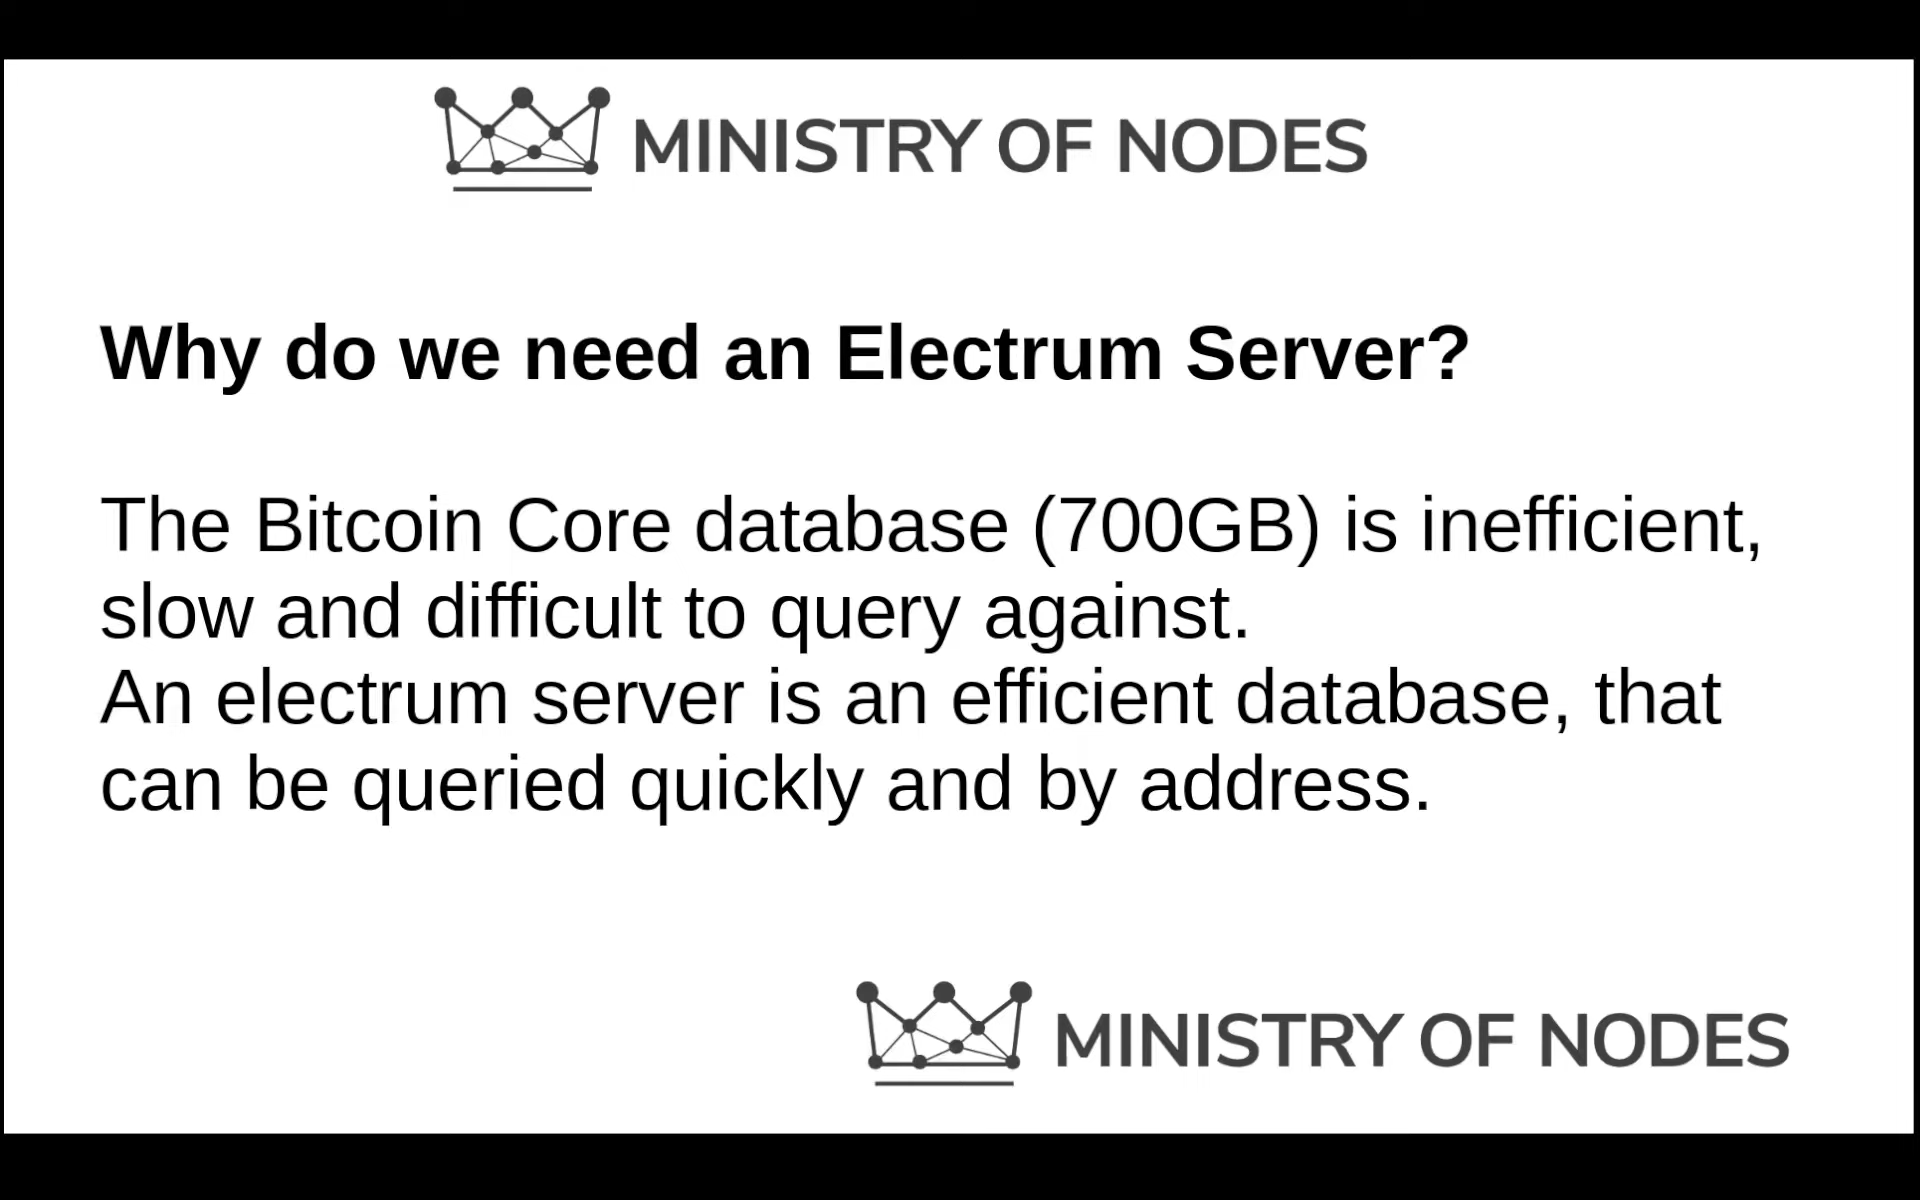 MINISTRY OF NODES
Why do we need an Electrum Server?
The Bitcoin Core database (700GB) is inefficient,
slow and difficult to query against.
An electrum server is an efficient database, that
can be queried quickly and by address.
MINISTRY OF NODES